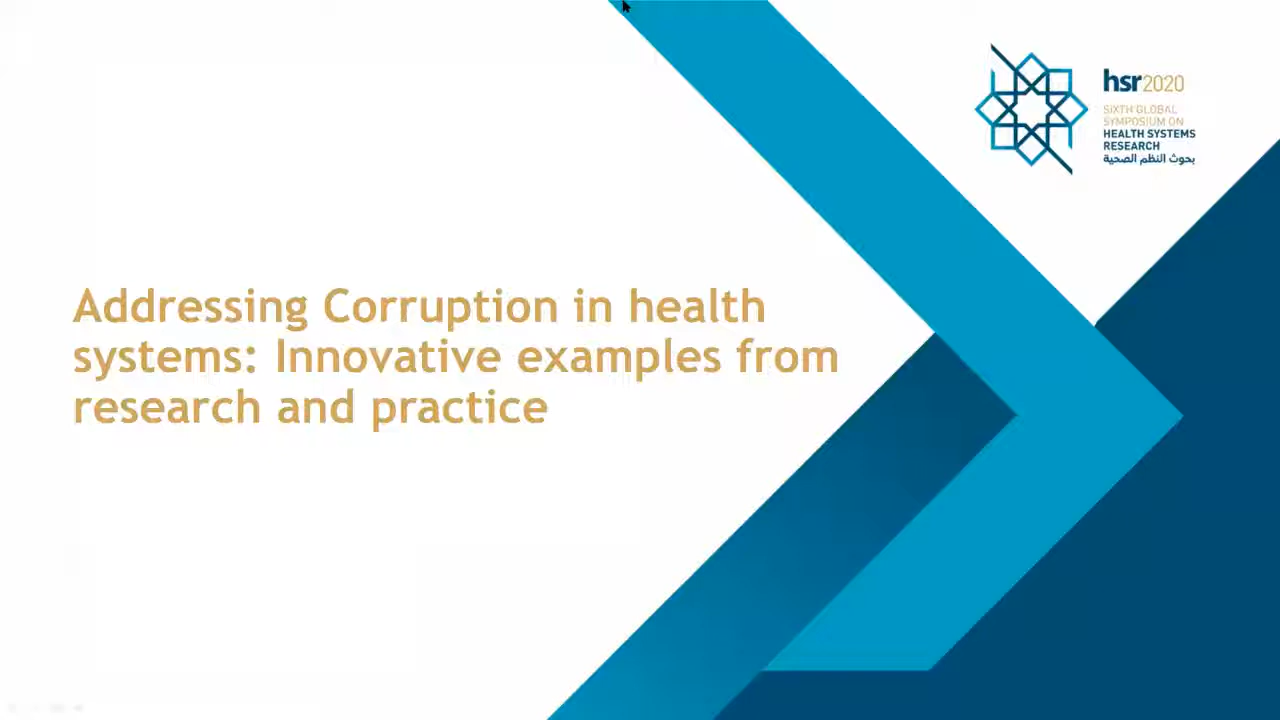 hsr2020
SIXTH GLOBAL
SYMPOSIUM ON
HEALTH SYSTEMS
RESEARCH
بحوث النظم الصحية
Addressing Corruption in health
systems: Innovative examples from
research and practice